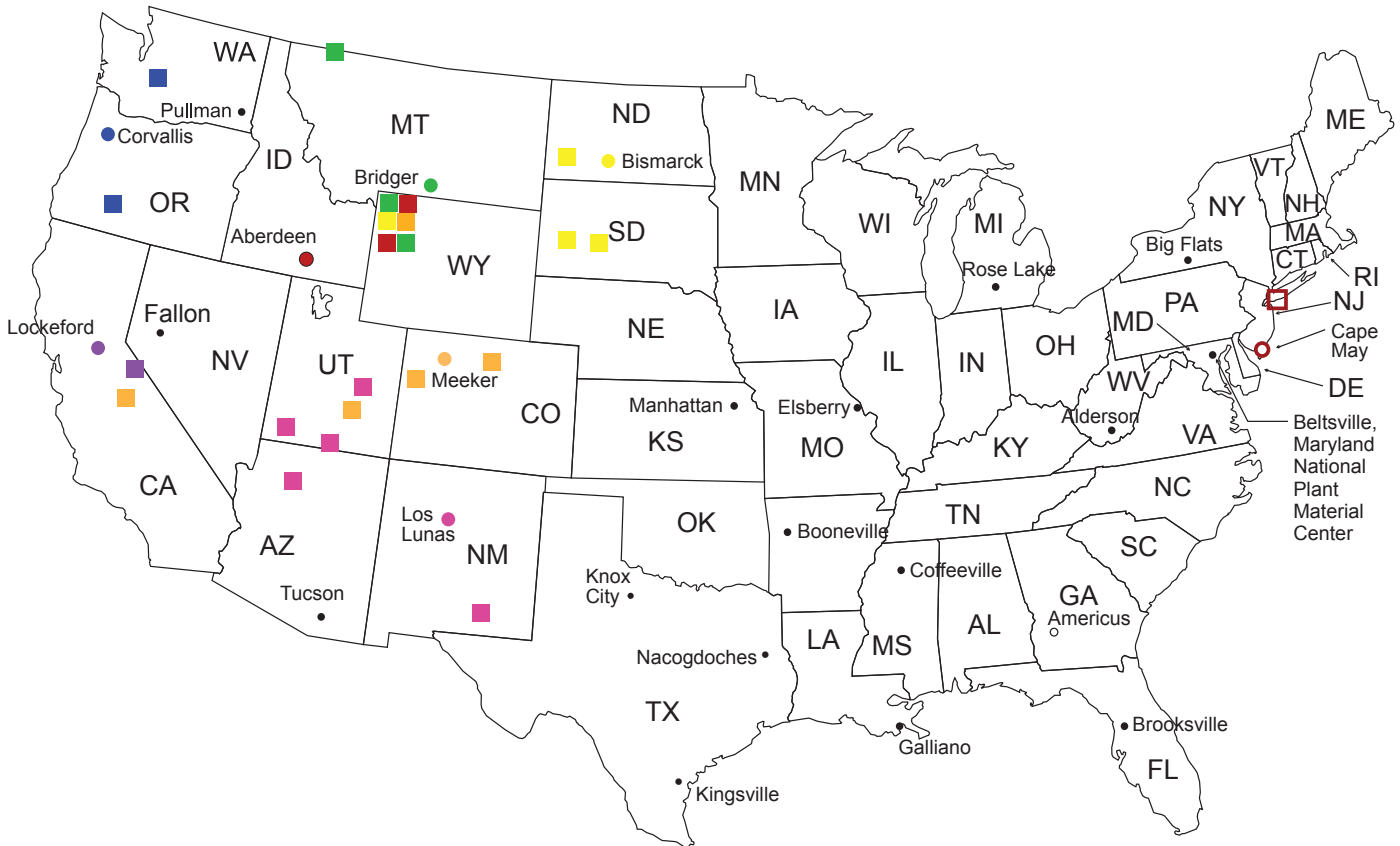 WA
Pullman
Corvallis
OR
ID
MT
Bridger
Aberdeen
WY
ND
Bismarck
SD
MN
WI
MI
Rose Lake
NY
Big Flats
VT
NH
MA
CT
ME
RI
NJ
Cape
May
DE
PA
MD
Lockeford
Fallon
NV
UT
CA
Meeker
CO
NE
IA
IL
IN
OH
WV
Alderson
VA
Beltsville,
Maryland
National
Plant
Material
Center
Manhattan
KS
Elsberry
MO
KY
NC
TN
SC
AZ
Tucson
Los
Lunas
NM
OK
Booneville
Knox
City
Coffeeville
GA
Americus
AL
MS
LA
Nacogdoches
TX
Galliano
Kingsville
Brooksville
FL